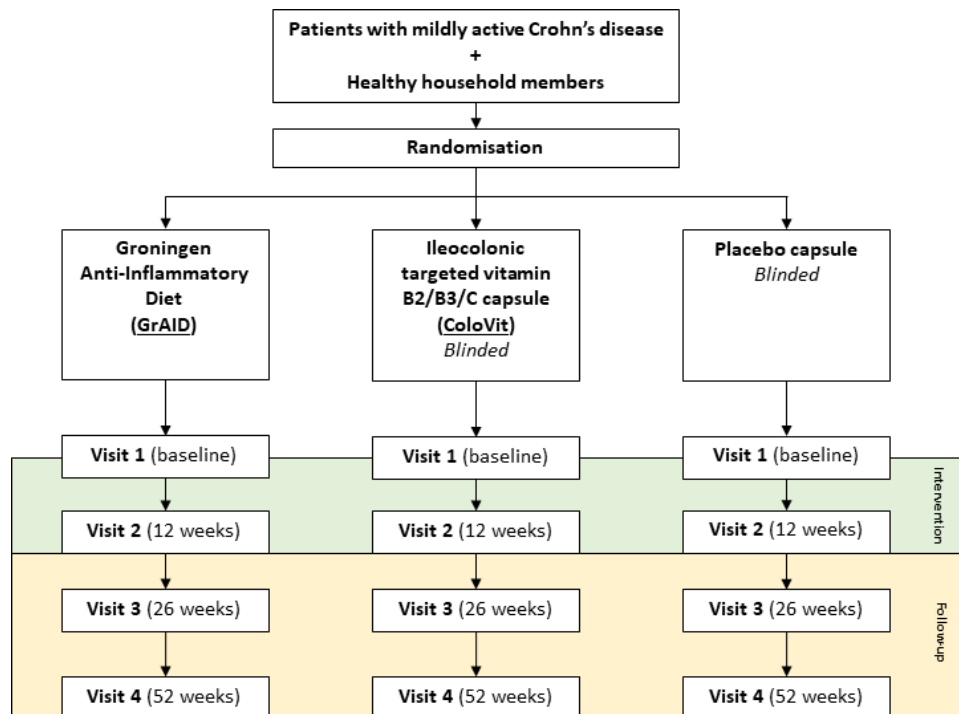 Patients with mildly active Crohn's disease
+
Healthy household members
Randomisation
Groningen
Anti-Inflammatory
Diet
(GrAID)
Ileocolonic
targeted vitamin
B2/B3/C capsule
(ColoVit)
Blinded
Placebo capsule
Blinded
Visit 1 (baseline)
Visit 1 (baseline)
Visit 1 (baseline)
Intervention
Visit 2 (12 weeks)
Visit 2 (12 weeks)
Visit 2 (12 weeks)
Visit 3 (26 weeks)
Visit 3 (26 weeks)
Visit 3 (26 weeks)
Follow-up
Visit 4 (52 weeks)
Visit 4 (52 weeks)
Visit 4 (52 weeks)